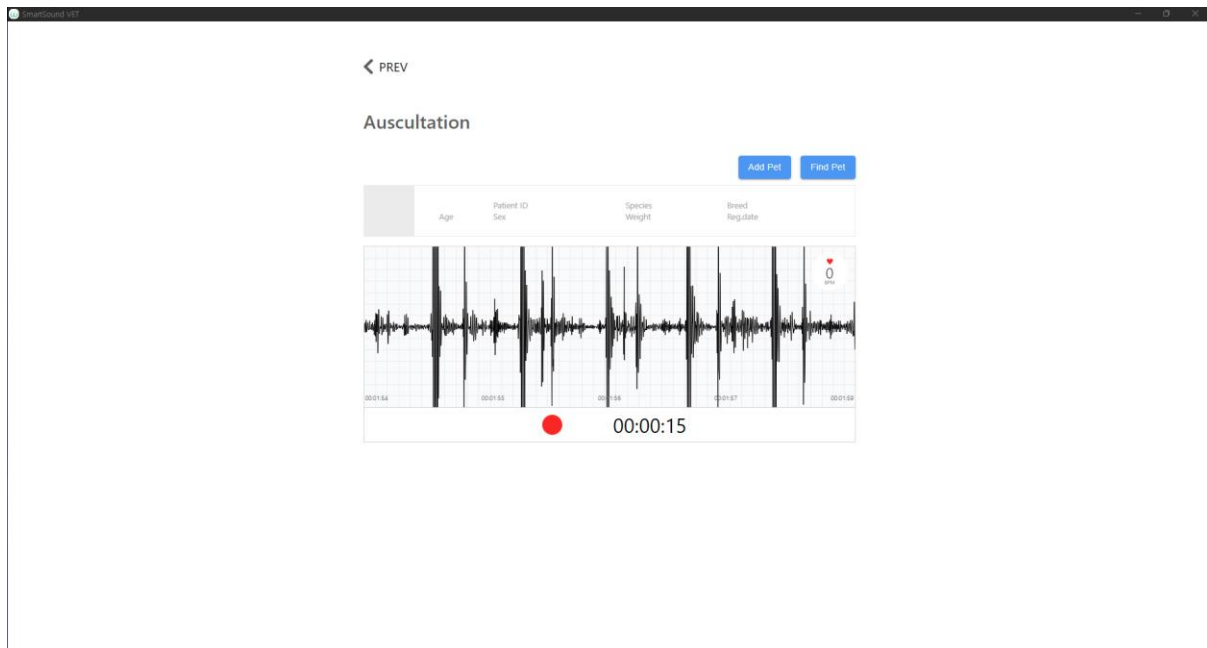 SmartSound VET
PREV
Auscultation
Add Pet Find Pet
Patient ID Species Breed
Age Sex Weight Reg.date
0
BPM
00:01:54 00:01:55 00:01:56 00:01:57 00:01:58
00:00:15